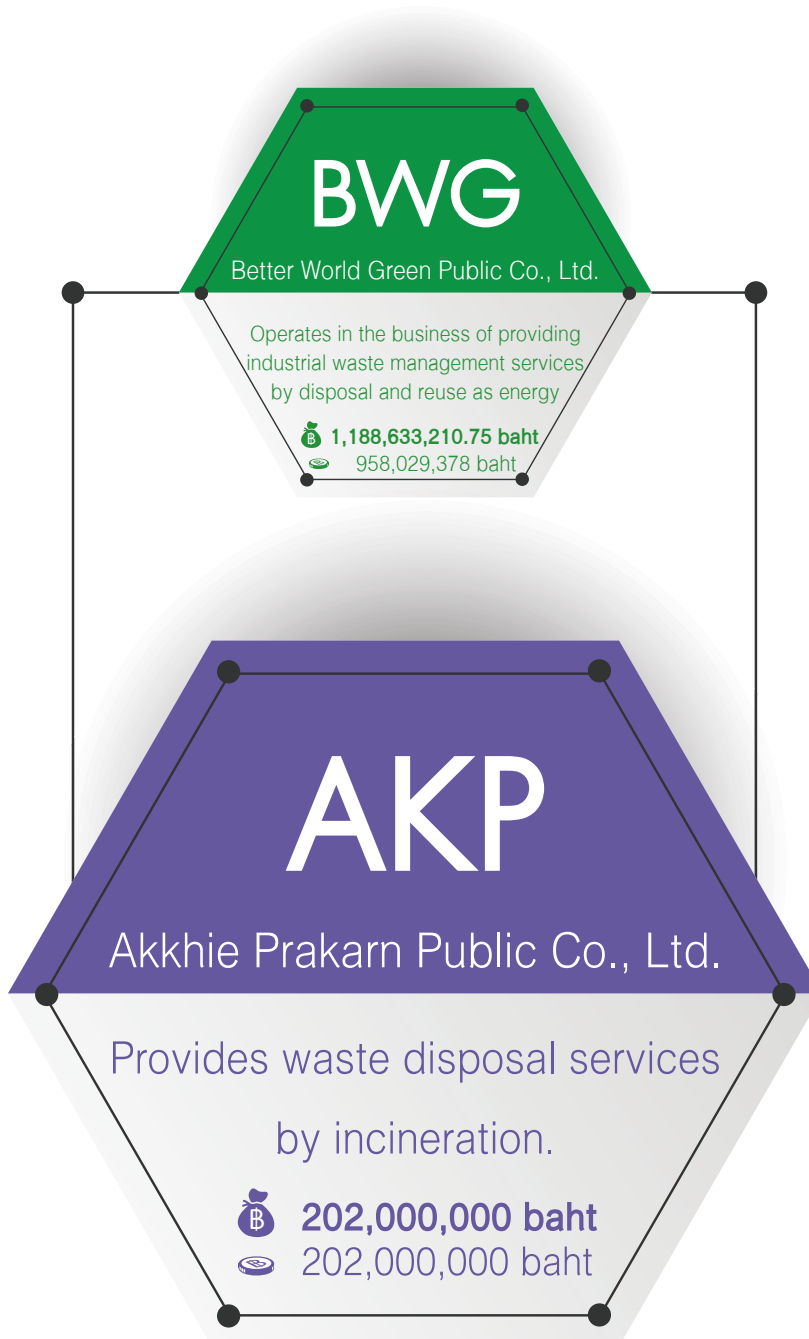 BWG
Better World Green Public Co., Ltd.
Operates in the business of providing
industrial waste management services
by disposal and reuse as energy
฿ 1,188,633,210.75 baht
958,029,378 baht
AKP
Akkhie Prakarn Public Co., Ltd.
Provides waste disposal services
by incineration.
฿ 202,000,000 baht
202,000,000 baht